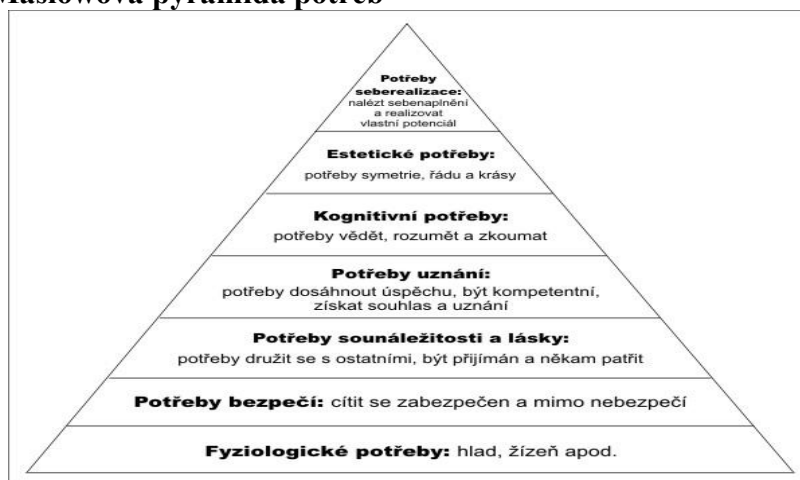 Maslowova pyramida potřeb
Potřeby
seberealizace:
nalézt sebenaplnění
a realizovat
vlastní potenciál
Estetické potřeby:
potřeby symetrie, řádu a krásy
Kognitivní potřeby:
potřeby vědět, rozumět a zkoumat
Potřeby uznání:
potřeby dosáhnout úspěchu, být kompetentní,
získat souhlas a uznání
Potřeby sounáležitosti a lásky:
potřeby družit se s ostatními, být přijímán a někam patřit
Potřeby bezpečí: cítit se zabezpečen a mimo nebezpečí
Fyziologické potřeby: hlad, žízeň apod.